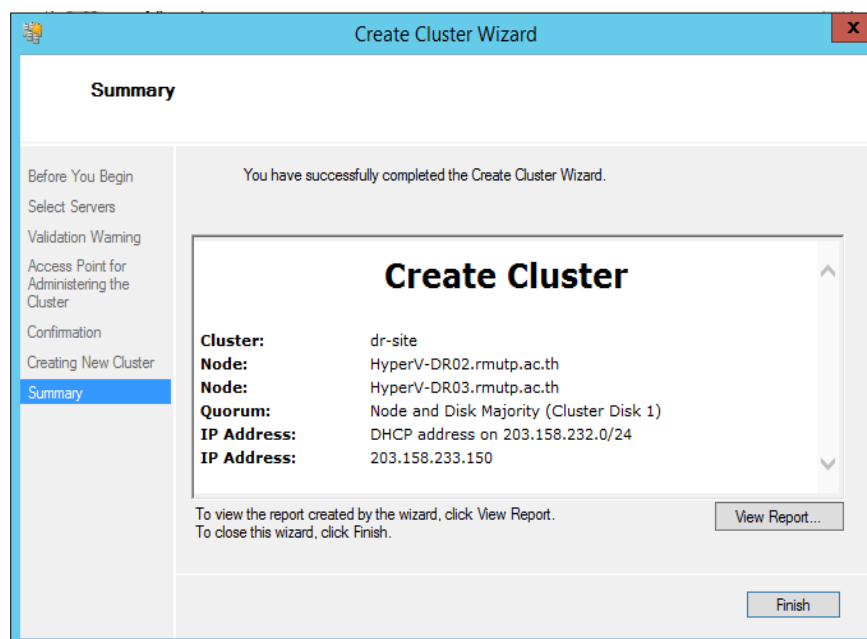 Create Cluster Wizard
X
Summary
Before You Begin
Select Servers
Validation Warning
Access Point for
Administering the
Cluster
Confirmation
Creating New Cluster
Summary
You have successfully completed the Create Cluster Wizard.
Create Cluster
Cluster: dr-site
Node: HyperV-DR02.rmutp.ac.th
Node: HyperV-DR03.rmutp.ac.th
Quorum: Node and Disk Majority (Cluster Disk 1)
IP Address: DHCP address on 203.158.232.0/24
IP Address: 203.158.233.150
To view the report created by the wizard, click View Report.
To close this wizard, click Finish.
View Report...
Finish